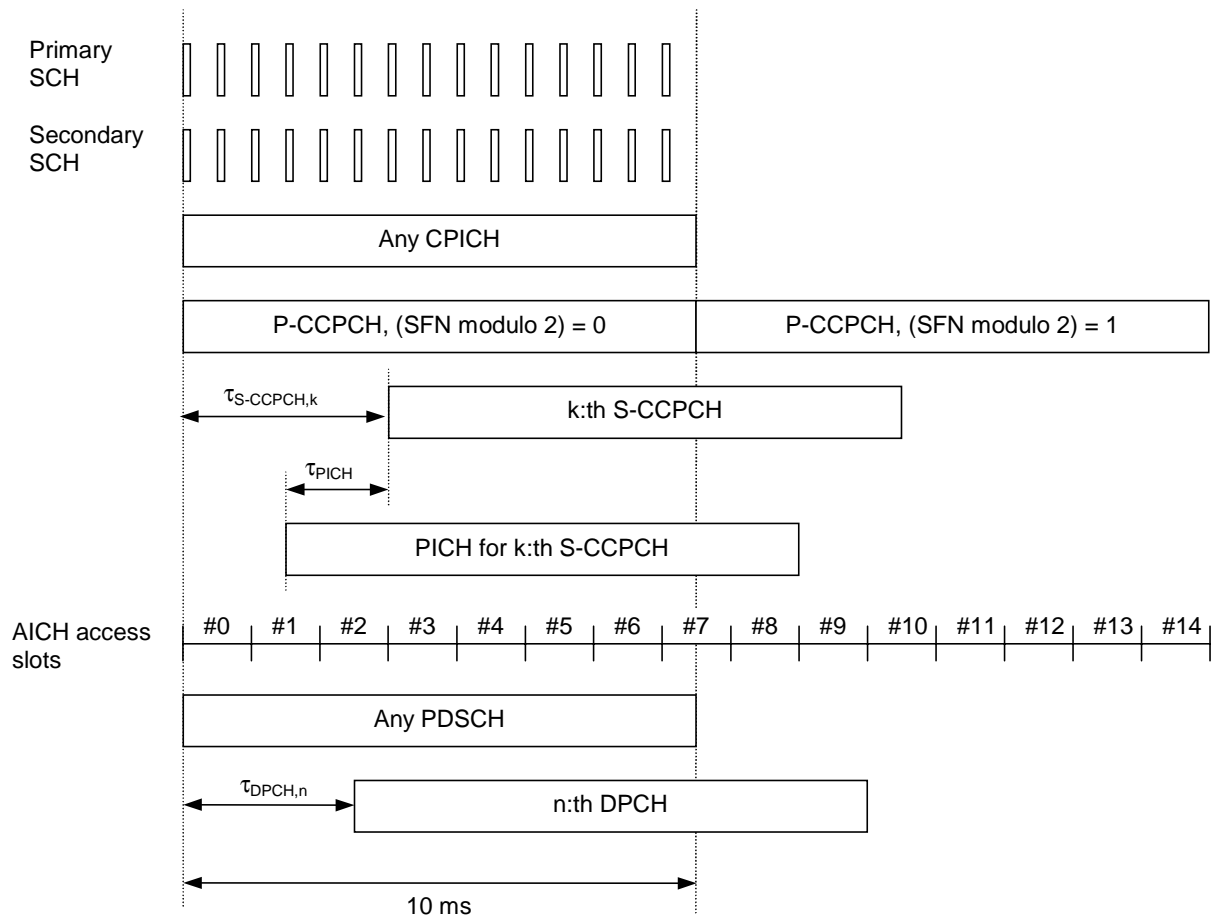 Primary
SCH
Secondary
SCH
Any CPICH
P-CCPCH, (SFN modulo 2) = 0
P-CCPCH, (SFN modulo 2) = 1
τS-CCPCH,k
k:th S-CCPCH
τPICH
PICH for k:th S-CCPCH
AICH access
slots
#0 #1 #2 #3 #4 #5 #6 #7 #8 #9 #10 #11 #12 #13 #14
Any PDSCH
τDPCH,n
n:th DPCH
10 ms